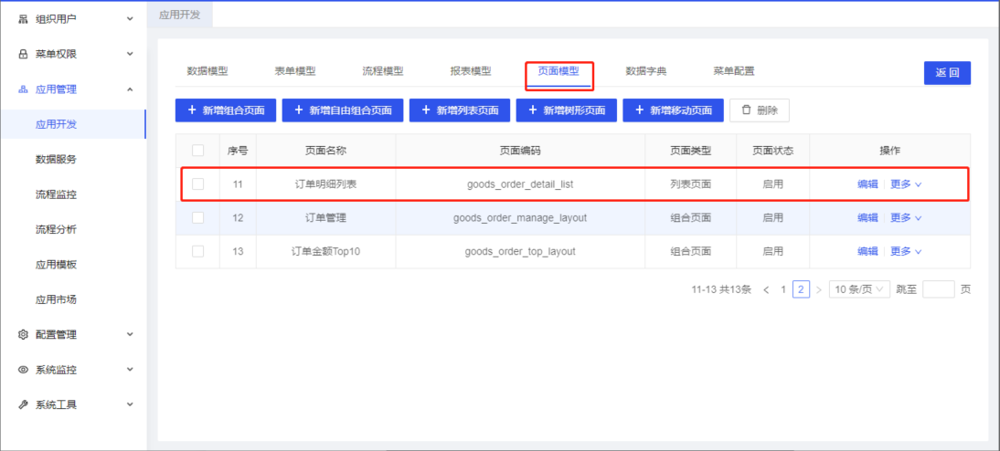 组织用户
菜单权限
应用管理
应用开发
数据服务
流程监控
流程分析
应用模板
应用市场
配置管理
系统监控
系统工具
应用开发
数据模型 表单模型 流程模型 报表模型 页面模型 数据字典 菜单配置 返 回
+ 新增组合页面 + 新增自由组合页面 + 新增列表页面 + 新增树形页面 + 新增移动页面 删除
序号 页面名称 页面编码 页面类型 页面状态 操作
11 订单明细列表 goods_order_detail_list 列表页面 启用 编辑 更多
12 订单管理 goods_order_manage_layout 组合页面 启用 编辑 更多
13 订单金额Top10 goods_order_top_layout 组合页面 启用 编辑 更多
11-13 共13条 < 1 2 > 10 条/页 跳至 页